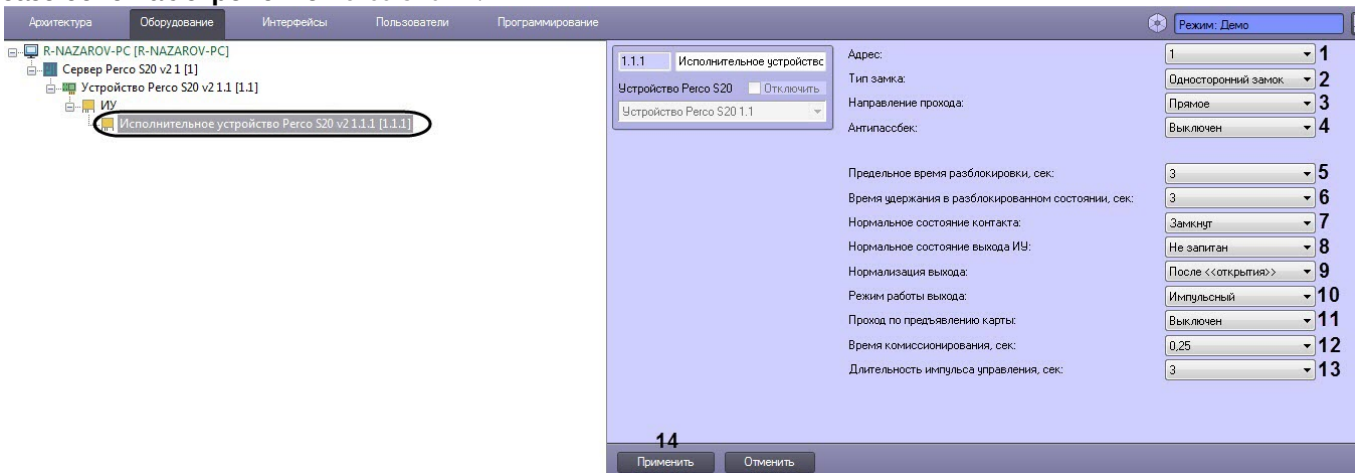 Архитектура Оборудование Интерфейсы Пользователи Программирование Режим: Демо
R-NAZAROV-PC [R-NAZAROV-PC]
Сервер Perco S20 v2 1 [1]
Устройство Perco S20 v2 1.1 [1.1]
ИУ
Исполнительное устройство Perco S20 v2 1.1.1 [1.1.1]
1.1.1 Исполнительное устройствс
Устройство Perco S20 Отключить
Устройство Perco S20 1.1
Адрес: 1 1
Тип замка: Односторонний замок 2
Направление прохода: Прямое 3
Антипассбек: Выключен 4
Предельное время разблокировки, сек: 3 5
Время удержания в разблокированном состоянии, сек: 3 6
Нормальное состояние контакта: Замкнут 7
Нормальное состояние выхода ИУ: Не запитан 8
Нормализация выхода: После <<открытия>> 9
Режим работы выхода: Импульсный 10
Проход по предъявлению карты: Выключен 11
Время комиссионирования, сек: 0,25 12
Длительность импульса управления, сек: 3 13
14
Применить Отменить